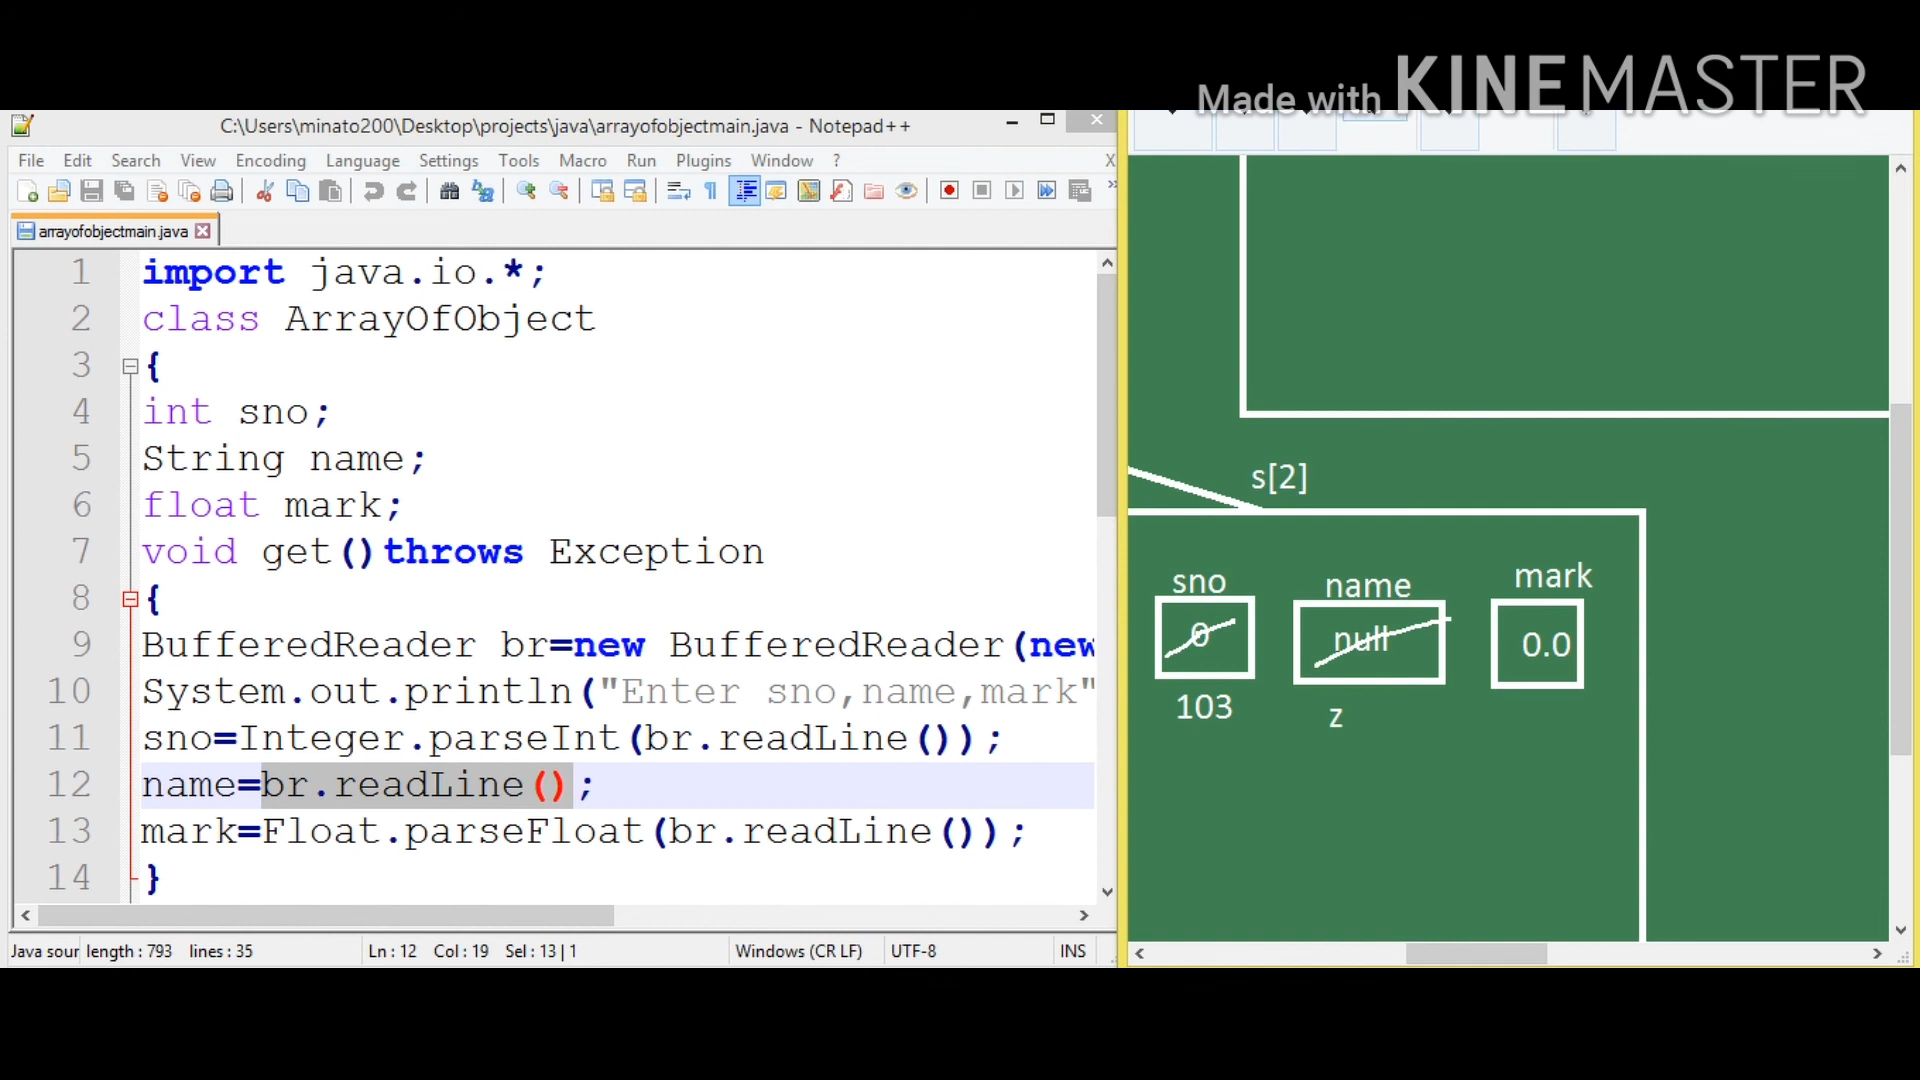 Made with KINEMASTER
C:\Users\minato200\Desktop\projects\java\arrayofobjectmain.java - Notepad++
File Edit Search View Encoding Language Settings Tools Macro Run Plugins Window ? X
arrayofobjectmain.java
1 import java.io.*;
2 class ArrayOfObject
3 {
4 int sno;
5 String name;
6 float mark;
7 void get()throws Exception
8 {
9 BufferedReader br=new BufferedReader(new
10 System.out.println("Enter sno,name,mark"
11 sno=Integer.parseInt(br.readLine());
12 name=br.readLine();
13 mark=Float.parseFloat(br.readLine());
14 }
Java sour length : 793 lines : 35 Ln : 12 Col : 19 Sel : 13 | 1 Windows (CR LF) UTF-8 INS
s[2]
sno name mark
0 null 0.0
103 z